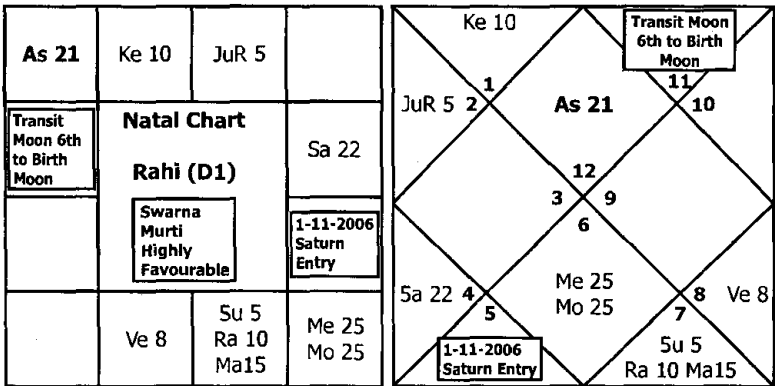 As 21
Ke 10
JuR 5
Transit
Moon 6th
to Birth
Moon
Natal Chart
Rahi (D1)
Sa 22
Swarna
Murti
Highly
Favourable
1-11-2006
Saturn
Entry
Ve 8
Su 5
Ra 10
Ma15
Me 25
Mo 25
Ke 10
Transit Moon
6th to Birth
Moon
1
11
JuR 5 2
As 21
10
12
3 9
6
Sa 22 4
5
Me 25
Mo 25
8 Ve 8
7
1-11-2006
Saturn Entry
Su 5
Ra 10 Ma15